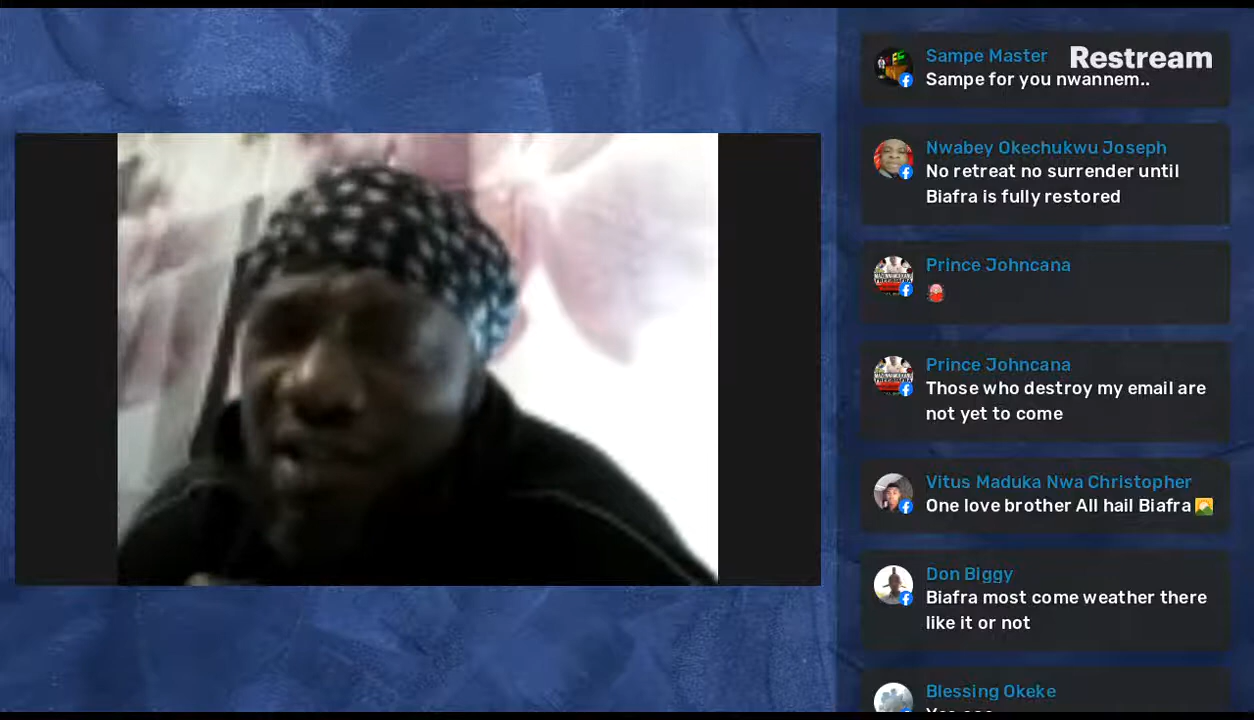 Restream
Sampe Master
Sampe for you nwannem..
Nwabey Okechukwu Joseph
No retreat no surrender until
Biafra is fully restored
Prince Johncana
Prince Johncana
Those who destroy my email are
not yet to come
Vitus Maduka Nwa Christopher
One love brother All hail Biafra
Don Biggy
Biafra most come weather there
like it or not
Blessing Okeke